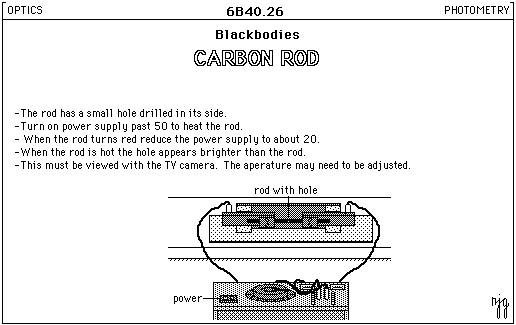 OPTICS
6B40.26
PHOTOMETRY
Blackbodies
CARBON ROD
-The rod has a small hole drilled in its side.
-Turn on power supply past 50 to heat the rod.
- When the rod turns red reduce the power supply to about 20.
-When the rod is hot the hole appears brighter than the rod.
-This must be viewed with the TV camera. The aperature may need to be adjusted.
rod with hole
power
njg